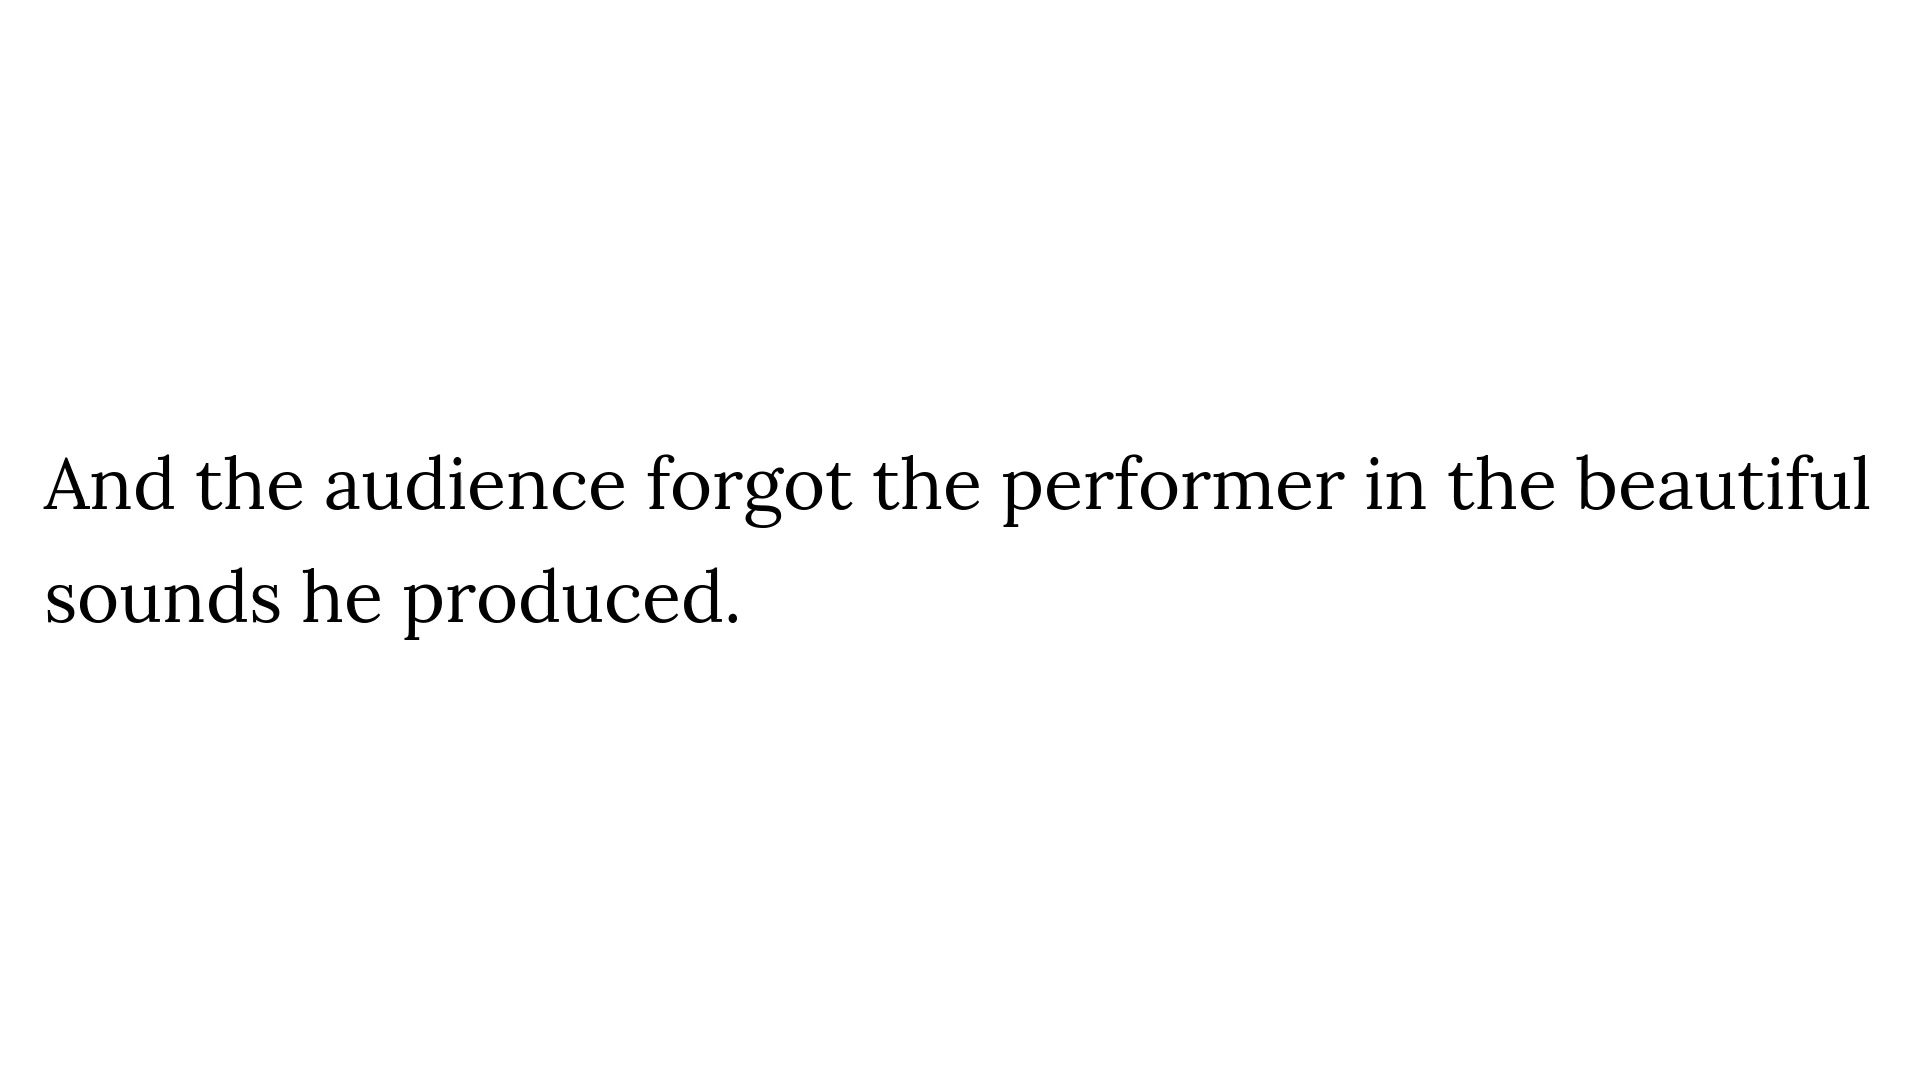 And the audience forgot the performer in the beautiful
sounds he produced.